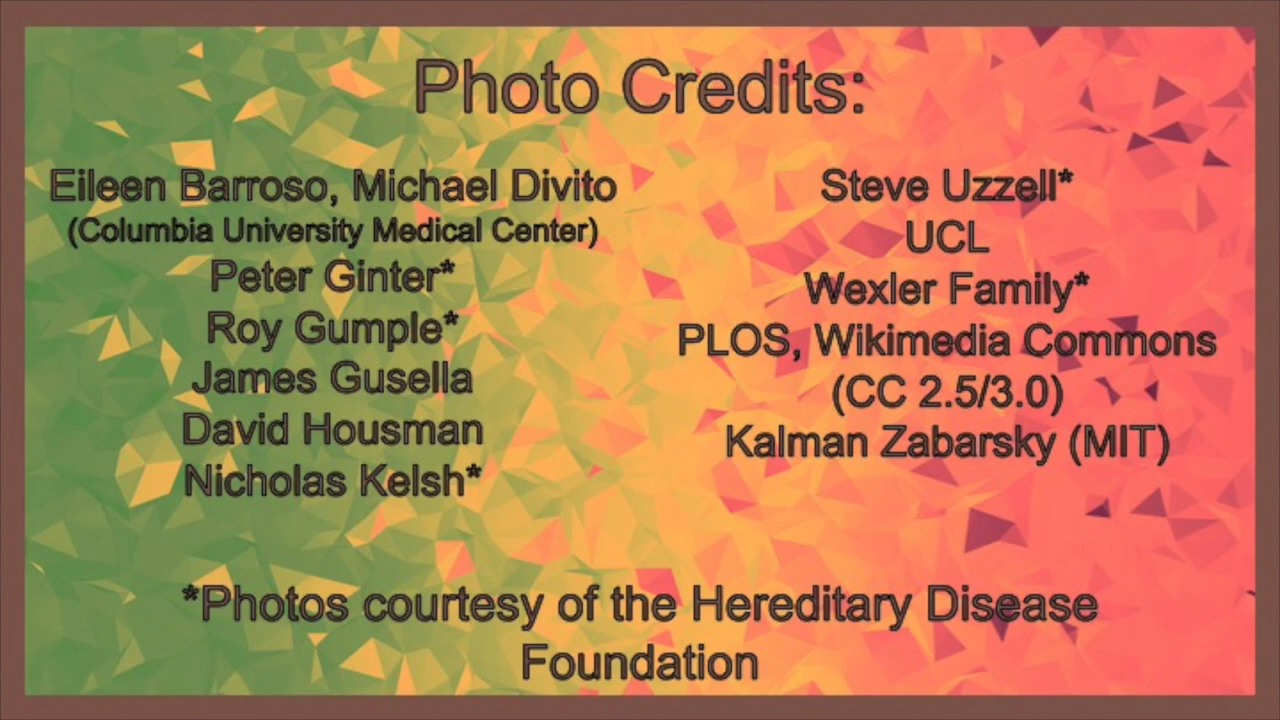 Photo Credits:
Eileen Barroso, Michael Divito
(Columbia University Medical Center)
Peter Ginter*
Roy Gumple*
James Gusella
David Housman
Nicholas Kelsh*
Steve Uzzell*
UCL
Wexler Family*
PLOS, Wikimedia Commons
(CC 2.5/3.0)
Kalman Zabarsky (MIT)
*Photos courtesy of the Hereditary Disease
Foundation